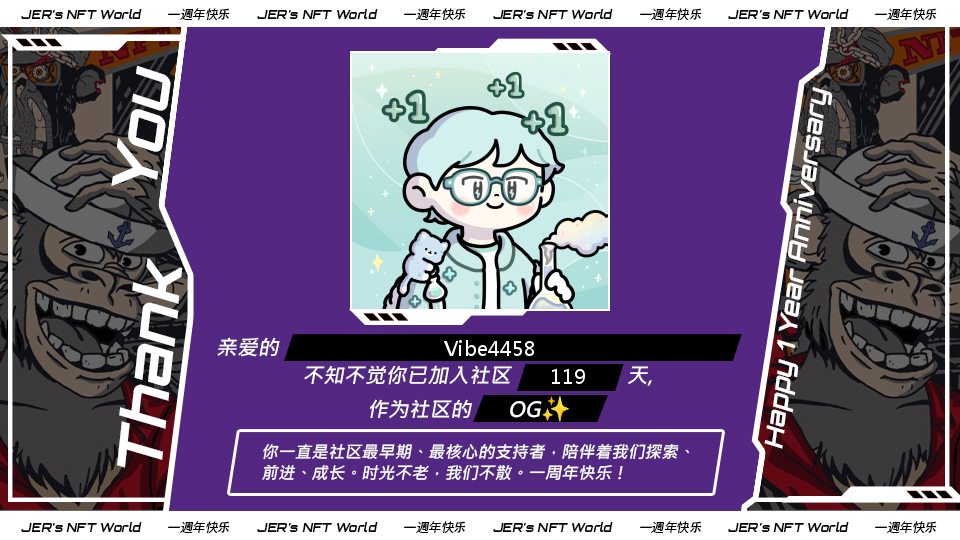 JER's NFT World 一週年快乐 JER's NFT World 一週年快乐 JER's NFT World 一週年快乐 JER's NFT World 一週年快乐
Thank You
+1
+1
+1
Happy 1 Year Anniversary
亲爱的 Vibe4458
不知不觉你已加入社区 119 天,
作为社区的 OG✨
你一直是社区最早期、最核心的支持者，陪伴着我们探索、
前进、成长。时光不老，我们不散。一周年快乐！
JER's NFT World 一週年快乐 JER's NFT World 一週年快乐 JER's NFT World 一週年快乐 JER's NFT World 一週年快乐